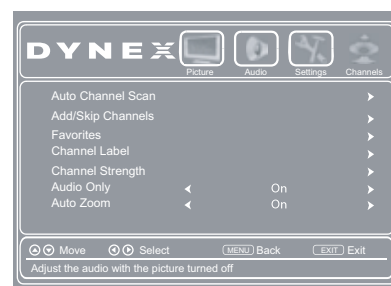 DYNEX
Picture Audio Settings Channels
Auto Channel Scan
Add/Skip Channels
Favorites
Channel Label
Channel Strength
Audio Only On
Auto Zoom On
Move Select MENU Back EXIT Exit
Adjust the audio with the picture turned off